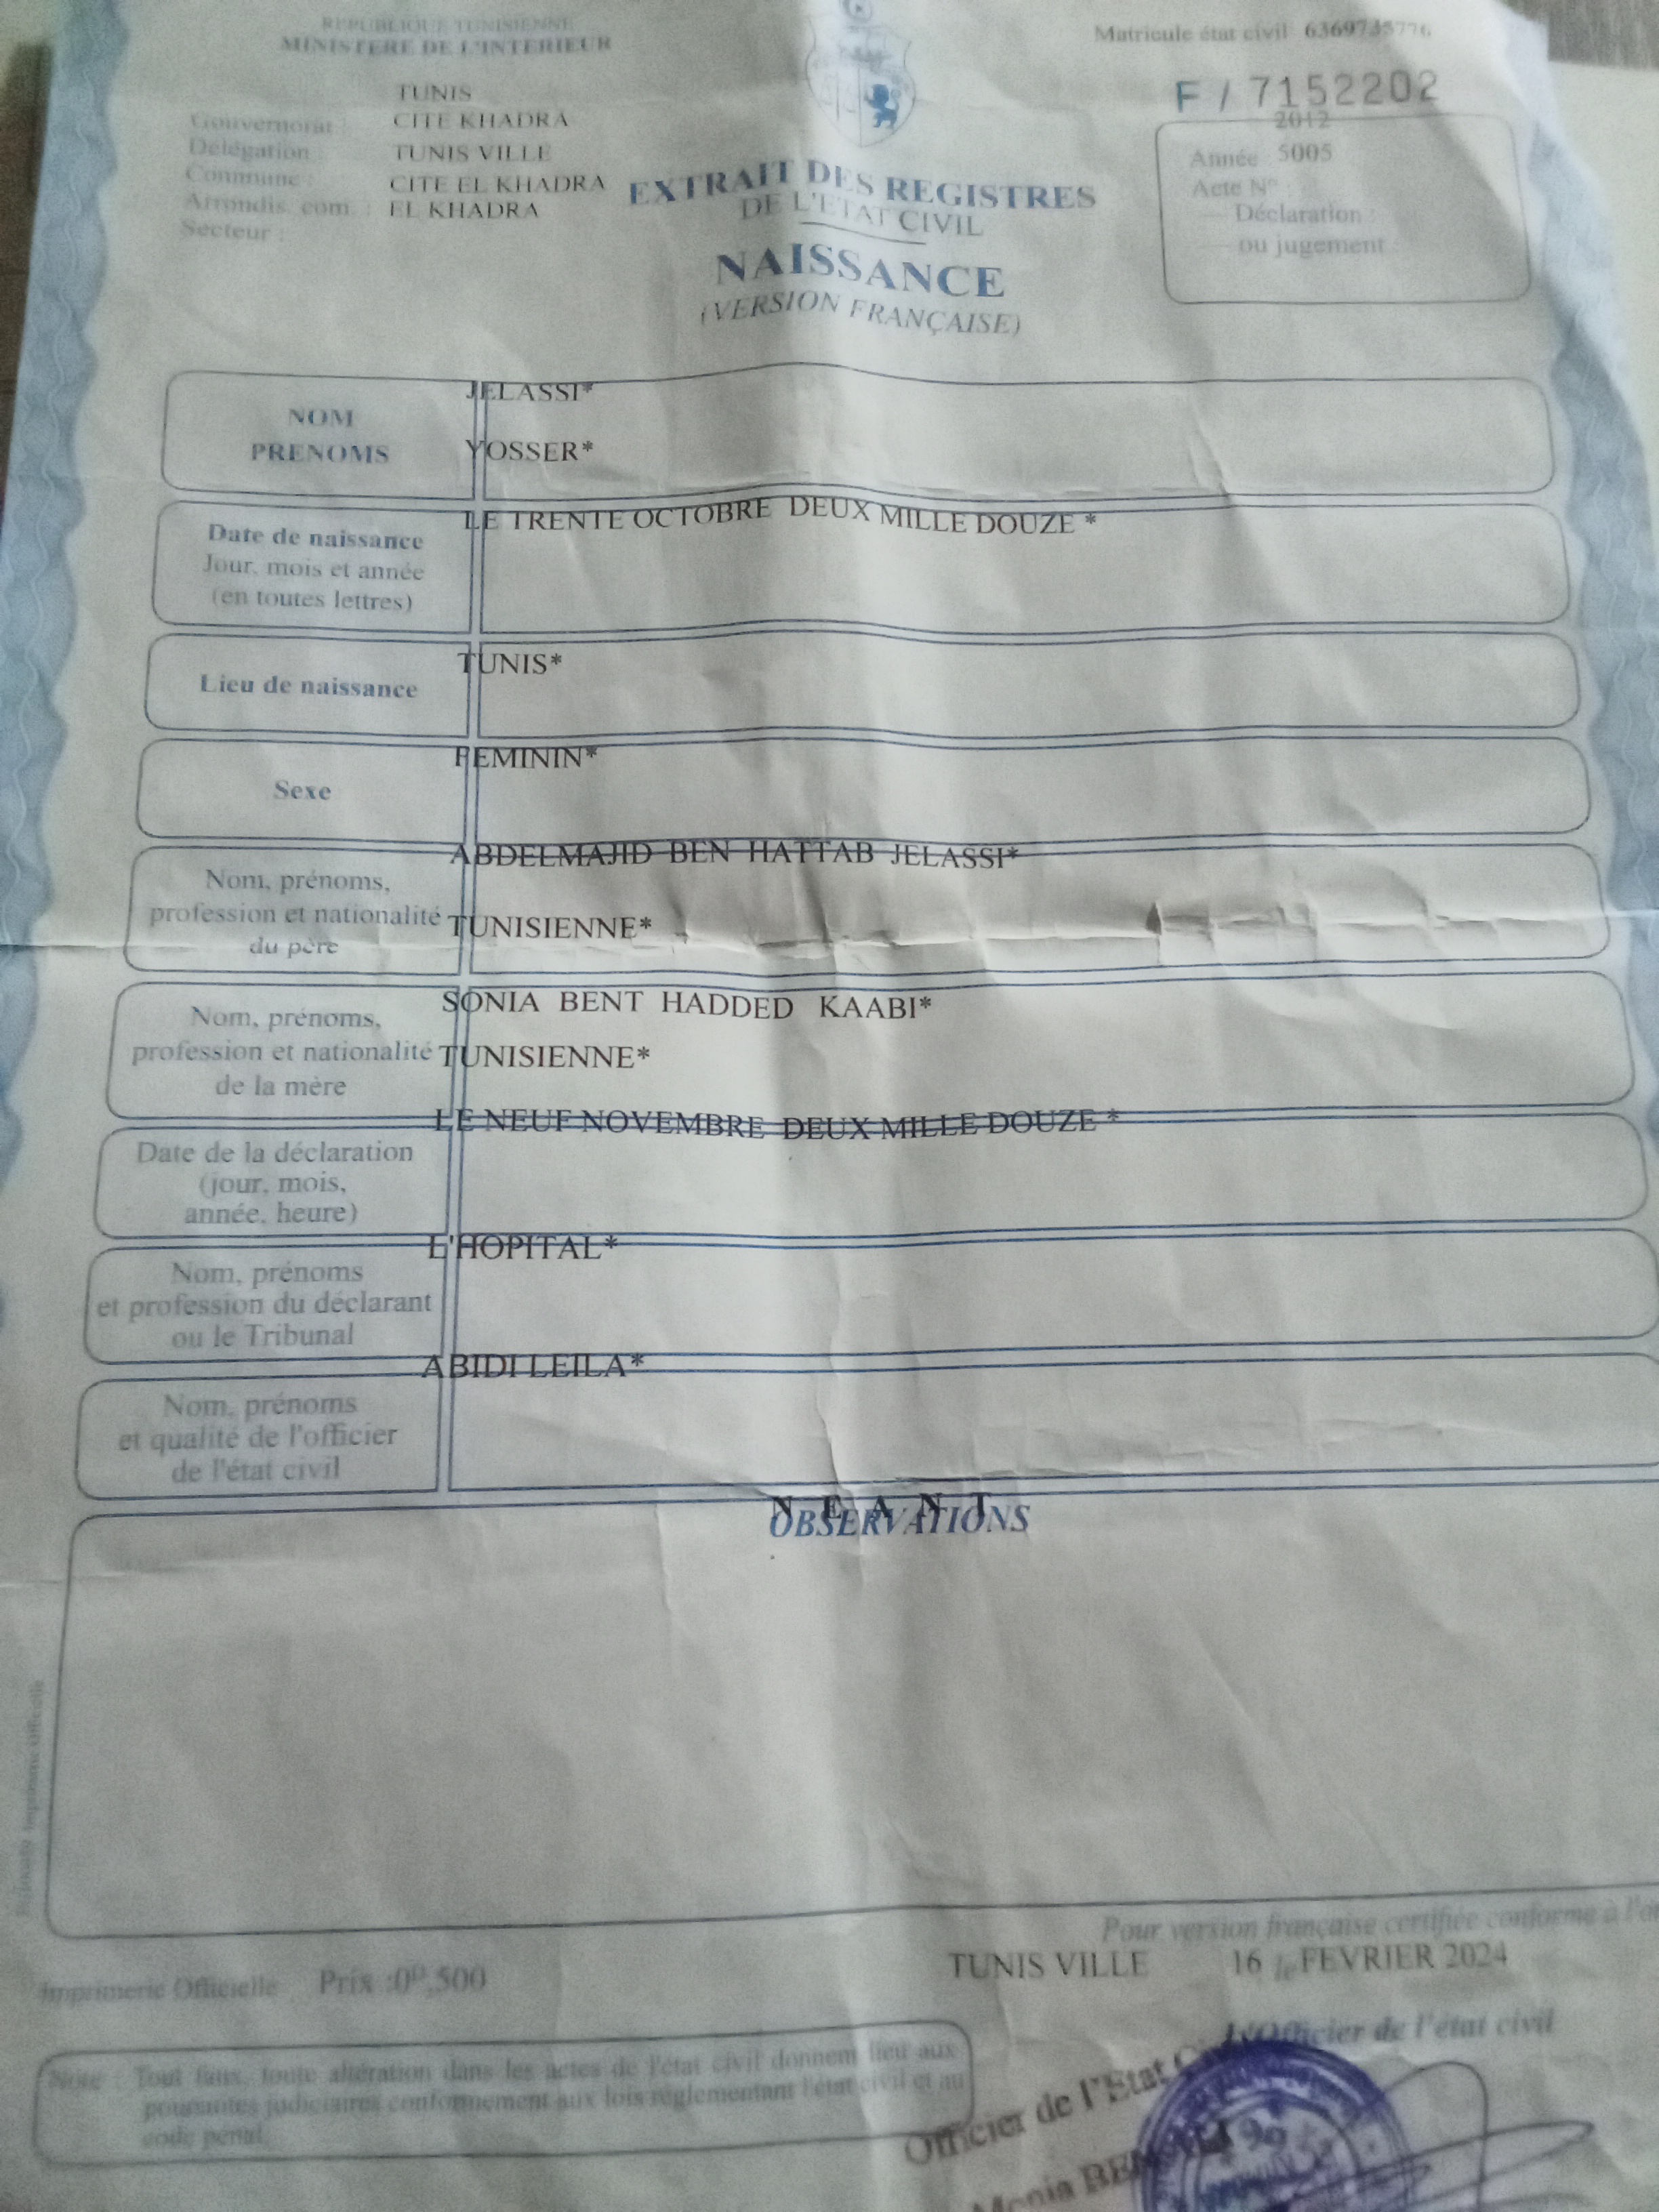 REPUBLIQUE TUNISIENNE
MINISTERE DE L'INTERIEUR
Matricule état civil 6369735776
F / 7152202
TUNIS
Gouvernorat : CITE KHADRA
Délégation : TUNIS VILLE
Commune : CITE EL KHADRA
Arrondis. com. : EL KHADRA
Secteur :
EXTRAIT DES REGISTRES
DE L'ETAT CIVIL
NAISSANCE
(VERSION FRANÇAISE)
2012
Année : 5005
Acte N° :
Déclaration :
ou jugement :
JELASSI*
NOM
PRENOMS
YOSSER*
LE TRENTE OCTOBRE DEUX MILLE DOUZE *
Date de naissance
Jour, mois et année
(en toutes lettres)
TUNIS*
Lieu de naissance
FEMININ*
Sexe
ABDELMAJID BEN HATTAB JELASSI*
Nom, prénoms,
profession et nationalité TUNISIENNE*
du père
SONIA BENT HADDED KAABI*
Nom, prénoms,
profession et nationalité TUNISIENNE*
de la mère
LE NEUF NOVEMBRE DEUX MILLE DOUZE *
Date de la déclaration
(jour, mois,
année, heure)
L'HOPITAL*
Nom, prénoms
et profession du déclarant
ou le Tribunal
ABIDI LEILA*
Nom, prénoms
et qualité de l'officier
de l'état civil
N E A N T
OBSERVATIONS
Pour version française certifiée conforme à
TUNIS VILLE 16 le FEVRIER 2024
Imprimerie Officielle Prix :0ᴰ,500
L'Officier de l'état civil
Note : Tout faux, toute altération dans les actes de l'état civil donnent lieu aux
poursuites judiciaires conformement aux lois réglementant l'état civil et au
code pénal.
Officier de l'Etat
Monia